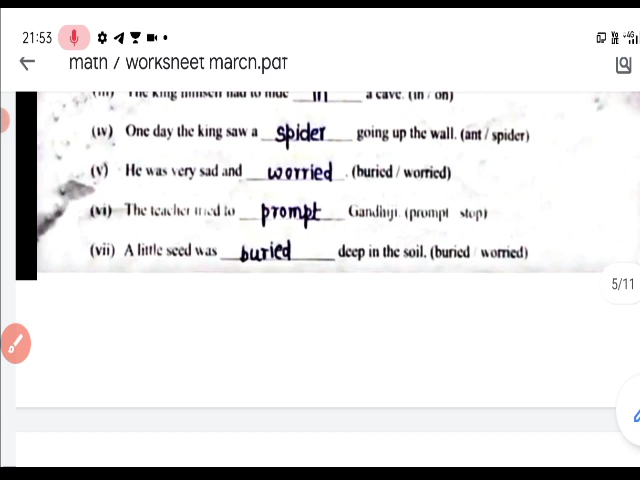 21:53
4G
math 7 worksheet march.pdf
(iii) The king himself had to hide in a cave. (in / on)
(iv) One day the king saw a spider going up the wall. (ant / spider)
(v) He was very sad and worried. (buried / worried)
(vi) The teacher tried to prompt Gandhiji. (prompt stop)
(vii) A little seed was buried deep in the soil. (buried / worried)
5/11